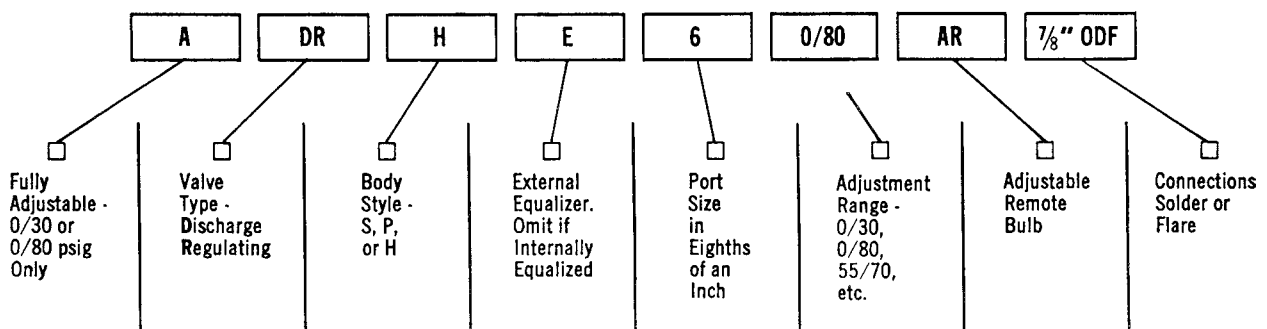 A DR H E 6 0/80 AR ⅞" ODF
Fully
Adjustable -
0/30 or
0/80 psig
Only
Valve
Type -
Discharge
Regulating
Body
Style -
S, P,
or H
External
Equalizer.
Omit if
Internally
Equalized
Port
Size
in
Eighths
of an
Inch
Adjustment
Range -
0/30,
0/80,
55/70,
etc.
Adjustable
Remote
Bulb
Connections
Solder or
Flare